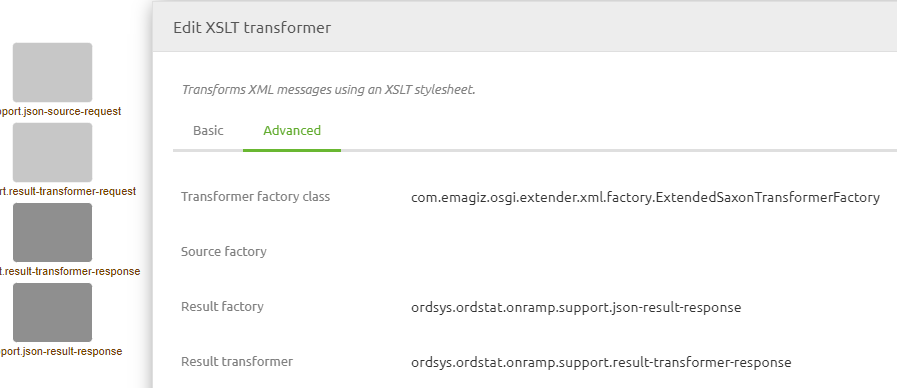 Edit XSLT transformer
Transforms XML messages using an XSLT stylesheet.
Basic
Advanced
Transformer factory class
com.emagiz.osgi.extender.xml.factory.ExtendedSaxonTransformerFactory
Source factory
Result factory
ordsys.ordstat.onramp.support.json-result-response
Result transformer
ordsys.ordstat.onramp.support.result-transformer-response
port.json-source-request
rt.result-transformer-request
t.result-transformer-response
port.json-result-response